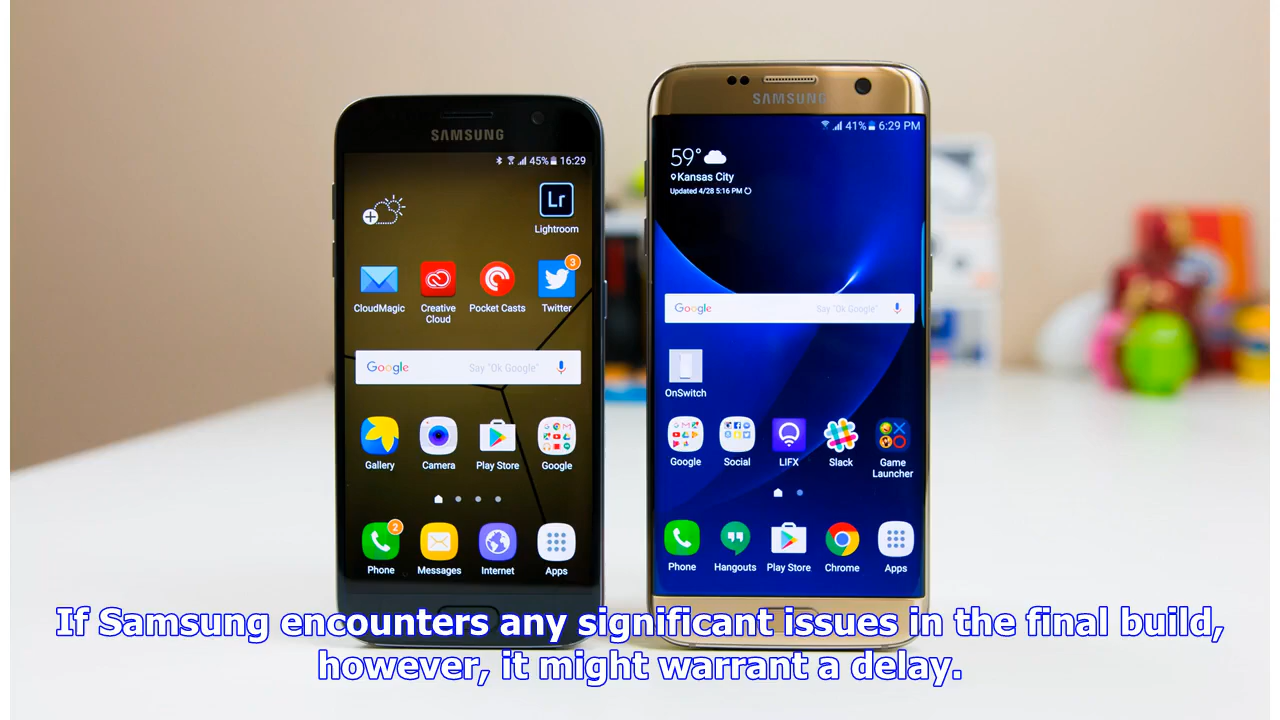 SAMSUNG
45% 16:29
Lr
Lightroom
3
CloudMagic
Creative
Cloud
Pocket Casts
Twitter
Google
Say "Ok Google"
Gallery
Camera
Play Store
Google
2
Phone
Messages
Internet
Apps
SAMSUNG
41% 6:29 PM
59°
Kansas City
Updated 4/28 5:16 PM
Google
Say "Ok Google"
OnSwitch
Google
Social
LIFX
Slack
Game
Launcher
Phone
Hangouts
Play Store
Chrome
Apps
If Samsung encounters any significant issues in the final build,
however, it might warrant a delay.